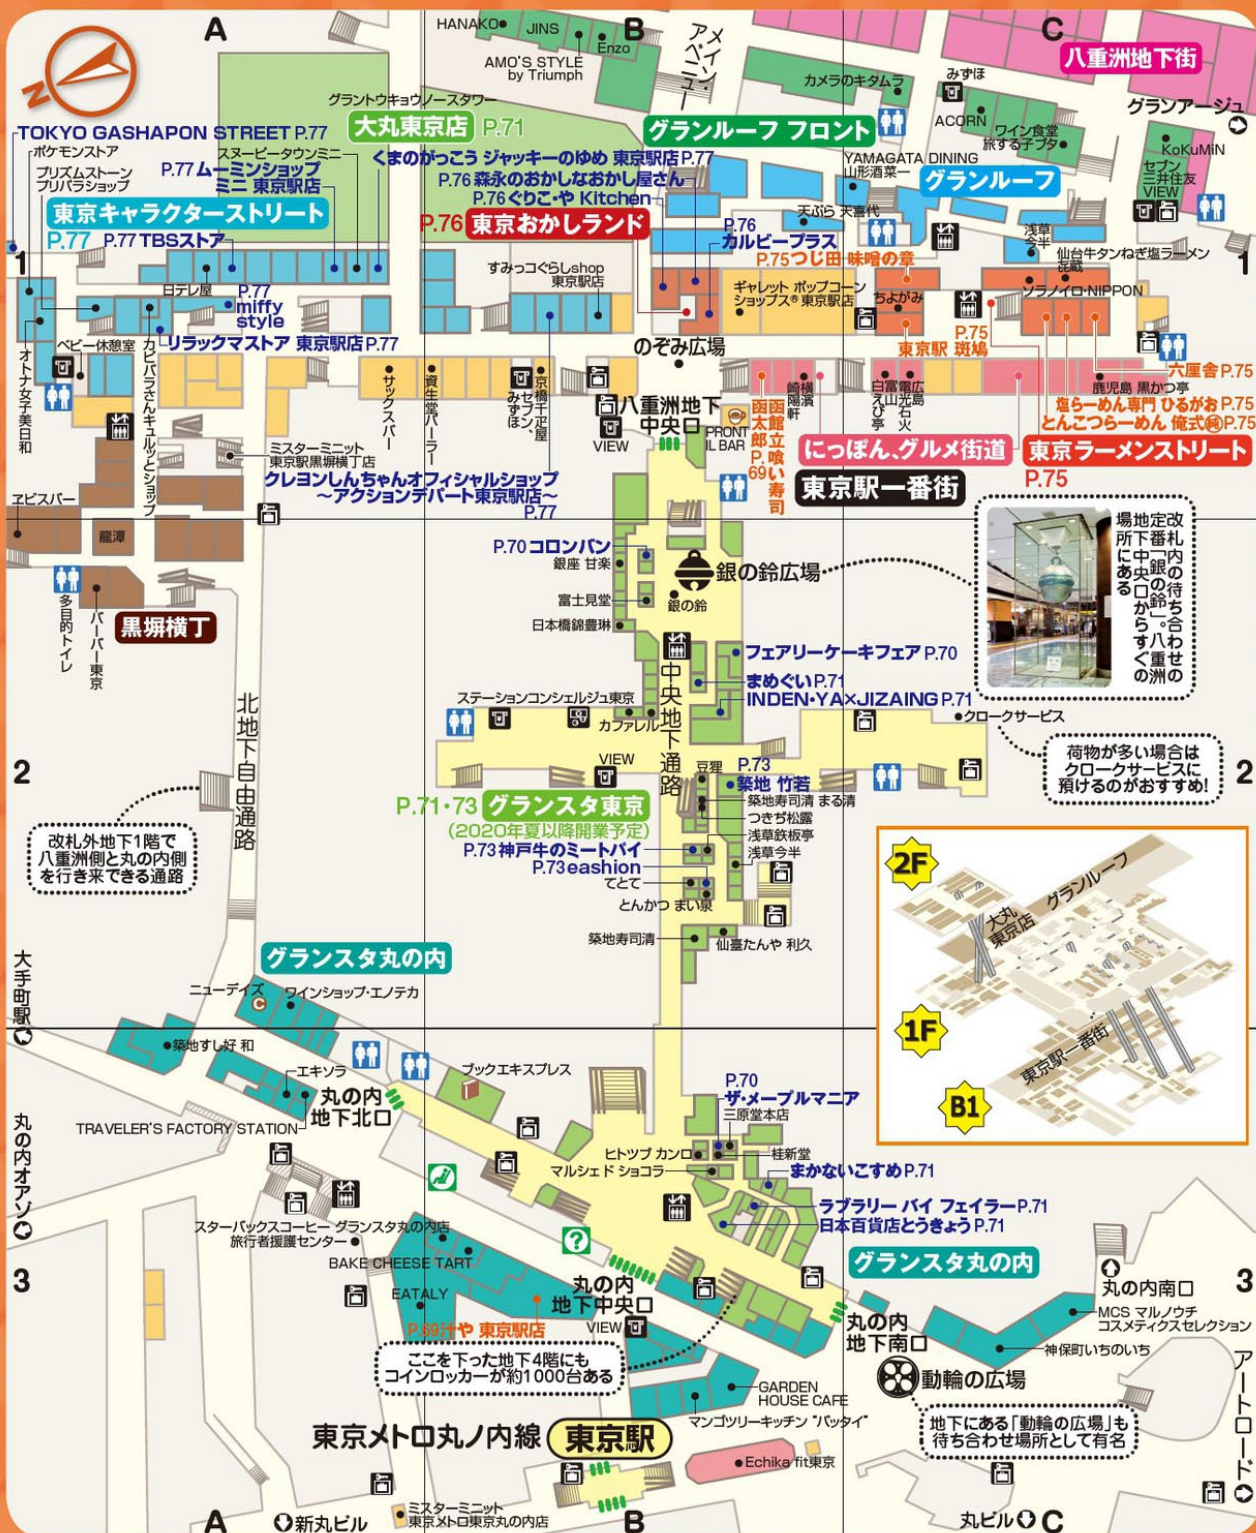 A
B
C
HANAKO
JINS
Enzo
AMO'S STYLE
by Triumph
メイン・
アベニュー
八重洲地下街
カメラのキタムラ
みずほ
グランアージュ
グラントウキョウノースタワー
大丸東京店 P.71
グランルーフ フロント
ACORN
ワイン食堂
旅する子ブタ
KoKuMiN
TOKYO GASHAPON STREET P.77
ポケモンストア
プリズムストーン
プリパラショップ
スヌーピータウンミニ
P.77 ムーミンショップ
ミニ 東京駅店
くまのがっこう ジャッキーのゆめ 東京駅店 P.77
P.76 森永のおかしなおかし屋さん
P.76 ぐりこ・や Kitchen
YAMAGATA DINING
山形酒菜一
グランルーフ
セブン
三井住友
VIEW
東京キャラクターストリート
P.77
P.77 TBSストア
P.76 東京おかしランド
P.76
カルビープラス
天ぷら 天喜代
浅草
今半
仙台牛タンねぎ塩ラーメン
㐂蔵
1
1
P.75 つじ田 味噌の章
すみっコぐらしshop
東京駅店
ギャレット ポップコーン
ショップス® 東京駅店
ちよがみ
ソラノイロ・NIPPON
日テレ屋
P.77
miffy
style
リラックマストア 東京駅店 P.77
ベビー休憩室
オトナ女子美日和
カピバラさんキュルッとショップ
のぞみ広場
P.75
東京駅 斑鳩
六厘舎 P.75
鹿児島 黒かつ亭
塩らーめん専門 ひるがお P.75
とんこつらーめん 俺式 純 P.75
サックスバー
資生堂パーラー
セブン、
みずほ
京橋千疋屋
八重洲地下
中央口
VIEW
PRONT
IL BAR
函館立喰い寿司
函太郎 P.69
横濱
崎陽軒
白えび亭
富山
電光石火
広島
にっぽん、グルメ街道
東京ラーメンストリート
P.75
東京駅一番街
ミスターミニット
東京駅黒塀横丁店
クレヨンしんちゃんオフィシャルショップ
～アクションデパート東京駅店～
P.77
ヱビスバー
龍潭
多目的トイレ
バーバー東京
黒塀横丁
P.70 コロンバン
銀座 甘楽
富士見堂
日本橋錦豊琳
銀の鈴広場
銀の鈴
改札内の待ち合わせの
定番「銀の鈴」。八重洲
地下中央口からすぐの
場所にある
フェアリーケーキフェア P.70
まめぐい P.71
INDEN・YA×JIZAING P.71
ステーションコンシェルジュ東京
カファレル
中央地下通路
クロークサービス
荷物が多い場合は
クロークサービスに
預けるのがおすすめ!
北地下自由通路
2
2
VIEW
豆狸
P.73
築地 竹若
築地寿司清 まる清
つきぢ松露
浅草鉄板亭
浅草今半
P.71・73 グランスタ東京
(2020年夏以降開業予定)
P.73 神戸牛のミートパイ
P.73 eashion
てとて
とんかつ まい泉
築地寿司清
仙臺たんや 利久
改札外地下1階で
八重洲側と丸の内側
を行き来できる通路
2F
1F
B1
グランルーフ
大丸
東京店
東京駅一番街
大手町駅
グランスタ丸の内
ニューデイズ
ワインショップ・エノテカ
築地すし好 和
エキソラ
TRAVELER'S FACTORY STATION
丸の内
地下北口
ブックエキスプレス
P.70
ザ・メープルマニア
三原堂本店
ヒトツブ カンロ
桂新堂
マルシェド ショコラ
まかないこすめ P.71
ラブラリー バイ フェイラー P.71
日本百貨店とうきょう P.71
丸の内オアゾ
スターバックスコーヒー グランスタ丸の内店
旅行者援護センター
BAKE CHEESE TART
EATALY
P.69 汁や 東京駅店
丸の内
地下中央口
VIEW
グランスタ丸の内
丸の内南口
3
3
MCS マルノウチ
コスメティクスセレクション
神保町いちのいち
丸の内
地下南口
動輪の広場
ここを下った地下4階にも
コインロッカーが約1000台ある
GARDEN
HOUSE CAFE
マンゴツリーキッチン "パッタイ"
地下にある「動輪の広場」も
待ち合わせ場所として有名
東京メトロ丸ノ内線 東京駅
Echika fit東京
ミスターミニット
東京メトロ東京丸の内店
新丸ビル
丸ビル
アートロード
A
B
C